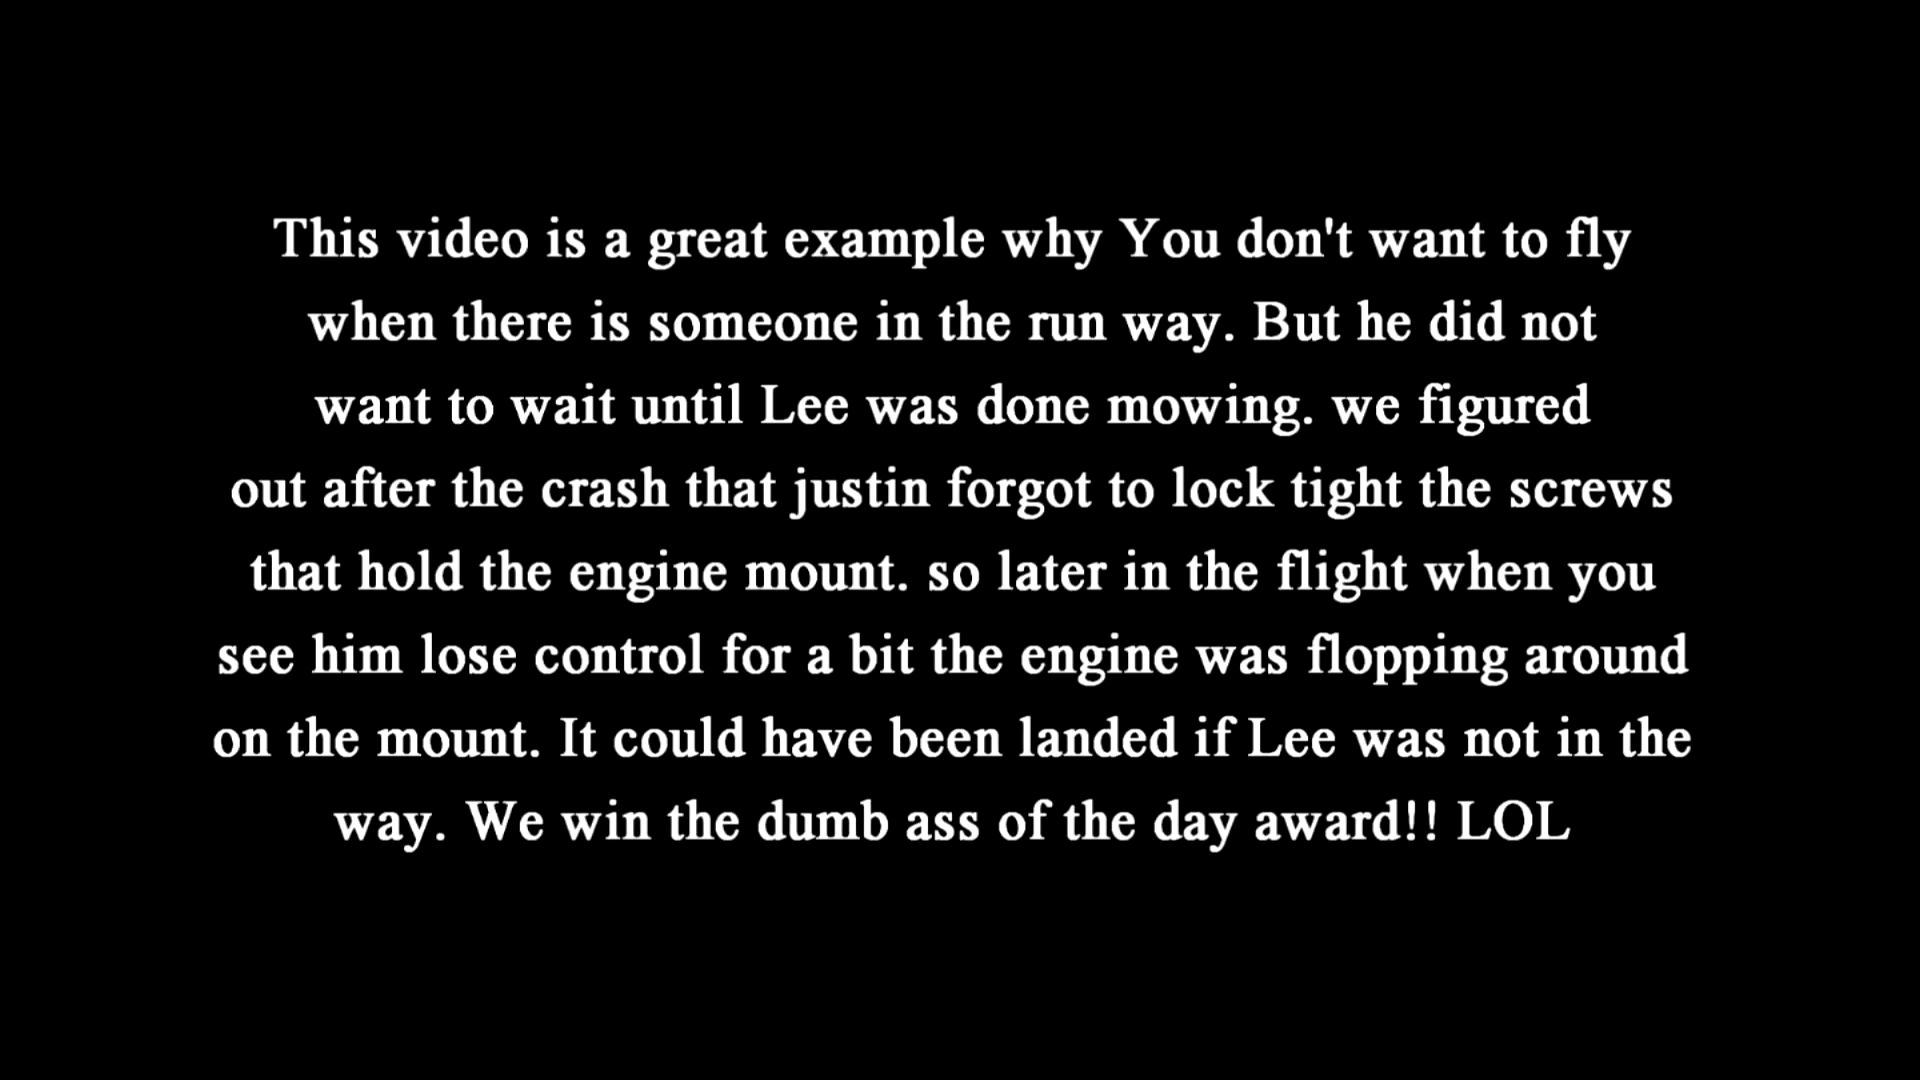 This video is a great example why You don't want to fly
when there is someone in the run way. But he did not
want to wait until Lee was done mowing. we figured
out after the crash that justin forgot to lock tight the screws
that hold the engine mount. so later in the flight when you
see him lose control for a bit the engine was flopping around
on the mount. It could have been landed if Lee was not in the
way. We win the dumb ass of the day award!! LOL